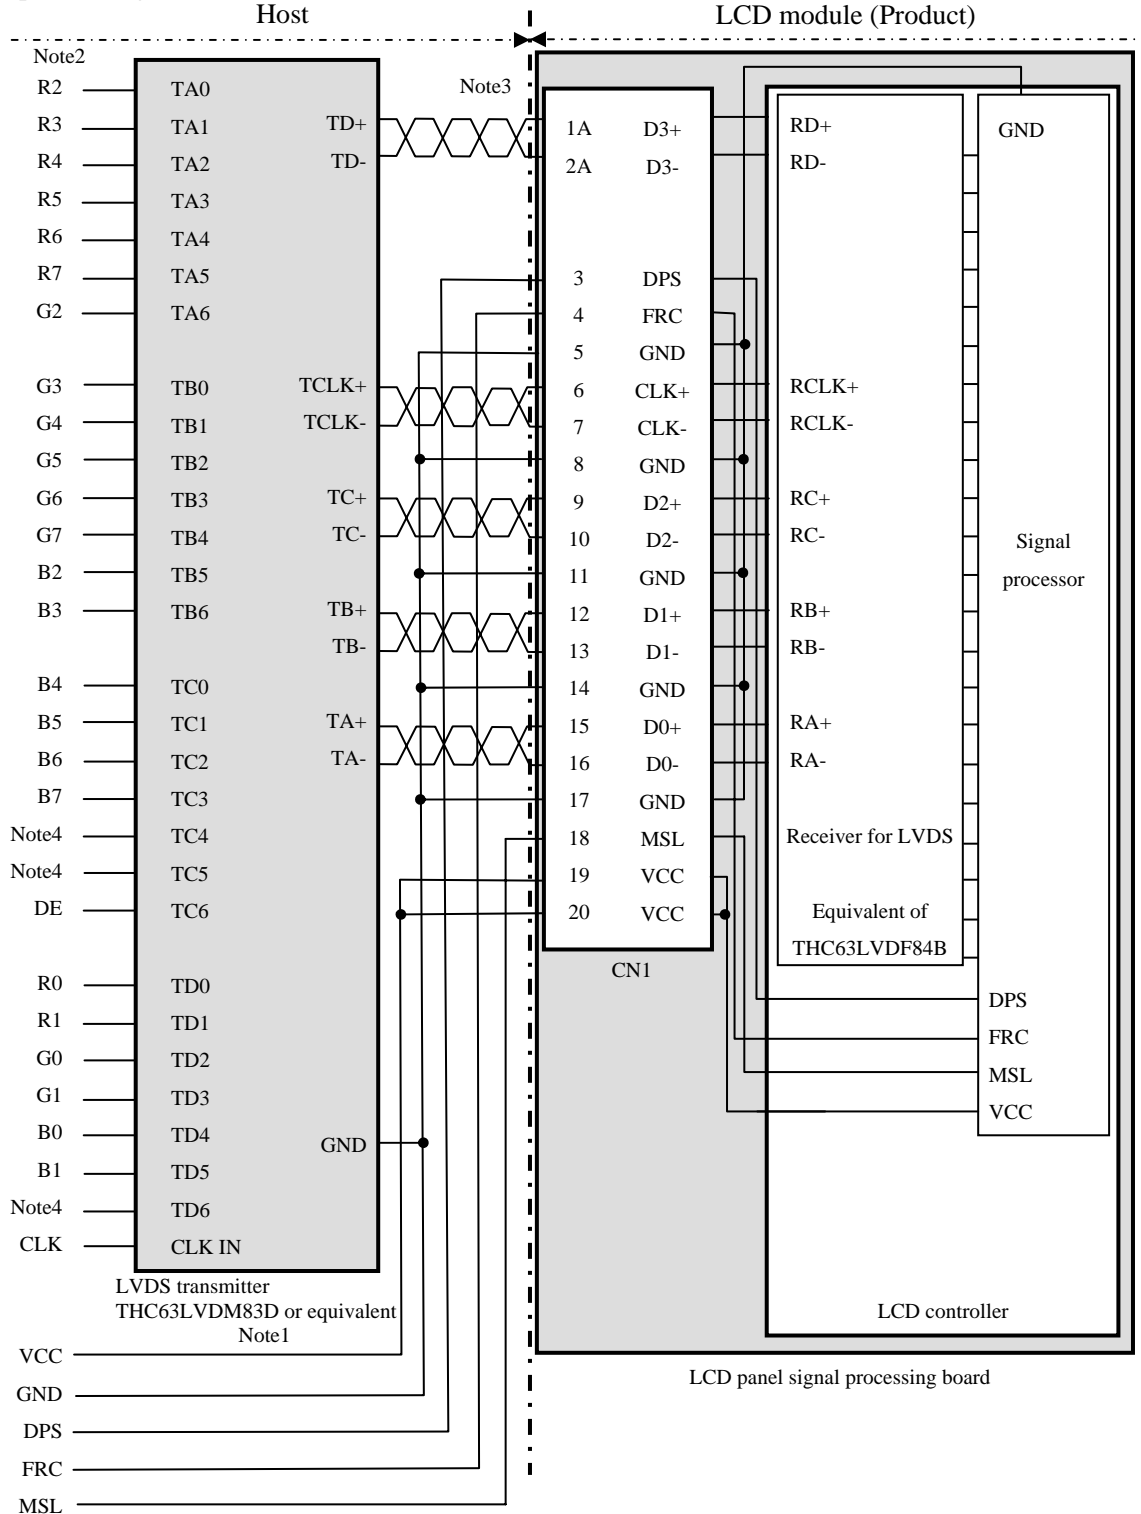 Host
LCD module (Product)
Note2
R2 TA0
R3 TA1
R4 TA2
R5 TA3
R6 TA4
R7 TA5
G2 TA6
G3 TB0
G4 TB1
G5 TB2
G6 TB3
G7 TB4
B2 TB5
B3 TB6
B4 TC0
B5 TC1
B6 TC2
B7 TC3
Note4 TC4
Note4 TC5
DE TC6
R0 TD0
R1 TD1
G0 TD2
G1 TD3
B0 TD4
B1 TD5
Note4 TD6
CLK CLK IN
TD+
TD-
TCLK+
TCLK-
TC+
TC-
TB+
TB-
TA+
TA-
GND
LVDS transmitter
THC63LVDM83D or equivalent
Note1
VCC
GND
DPS
FRC
MSL
Note3
1A D3+
2A D3-
3 DPS
4 FRC
5 GND
6 CLK+
7 CLK-
8 GND
9 D2+
10 D2-
11 GND
12 D1+
13 D1-
14 GND
15 D0+
16 D0-
17 GND
18 MSL
19 VCC
20 VCC
CN1
RD+
RD-
RCLK+
RCLK-
RC+
RC-
RB+
RB-
RA+
RA-
Receiver for LVDS
Equivalent of
THC63LVDF84B
GND
Signal
processor
DPS
FRC
MSL
VCC
LCD controller
LCD panel signal processing board